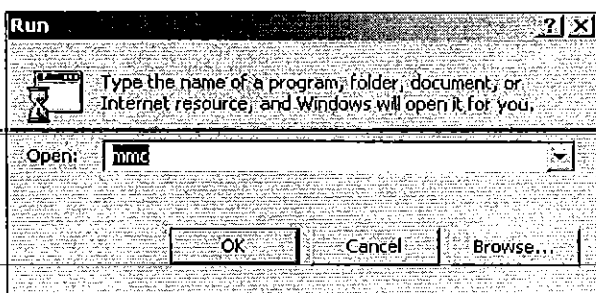 Run
Type the name of a program, folder, document, or
Internet resource, and Windows will open it for you.
Open: mmc
OK Cancel Browse...